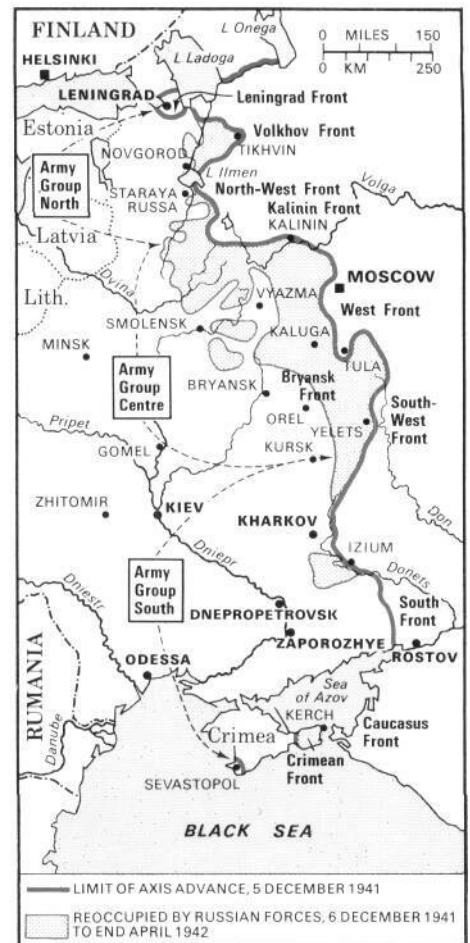 FINLAND
L Onega
0 MILES 150
0 KM 250
HELSINKI
L Ladoga
LENINGRAD
Leningrad Front
Estonia
Volkhov Front
NOVGOROD
TIKHVIN
Army
Group
North
L Ilmen
STARAYA
RUSSA
North-West Front
Kalinin Front
KALININ
Volga
Latvia
Dvina
MOSCOW
Lith.
VYAZMA
West Front
SMOLENSK
KALUGA
MINSK
TULA
Army
Group
Centre
BRYANSK
Bryansk
Front
OREL
YELETS
South-
West
Front
Pripet
GOMEL
KURSK
ZHITOMIR
KIEV
Don
KHARKOV
Dniepr
IZIUM
Donets
Army
Group
South
Dniestr
DNEPROPETROVSK
South
Front
ZAPOROZHYE
ROSTOV
ODESSA
RUMANIA
Danube
Sea
of Azov
KERCH
Caucasus
Front
Crimea
Crimean
Front
SEVASTOPOL
BLACK SEA
LIMIT OF AXIS ADVANCE, 5 DECEMBER 1941
REOCCUPIED BY RUSSIAN FORCES, 6 DECEMBER 1941
TO END APRIL 1942